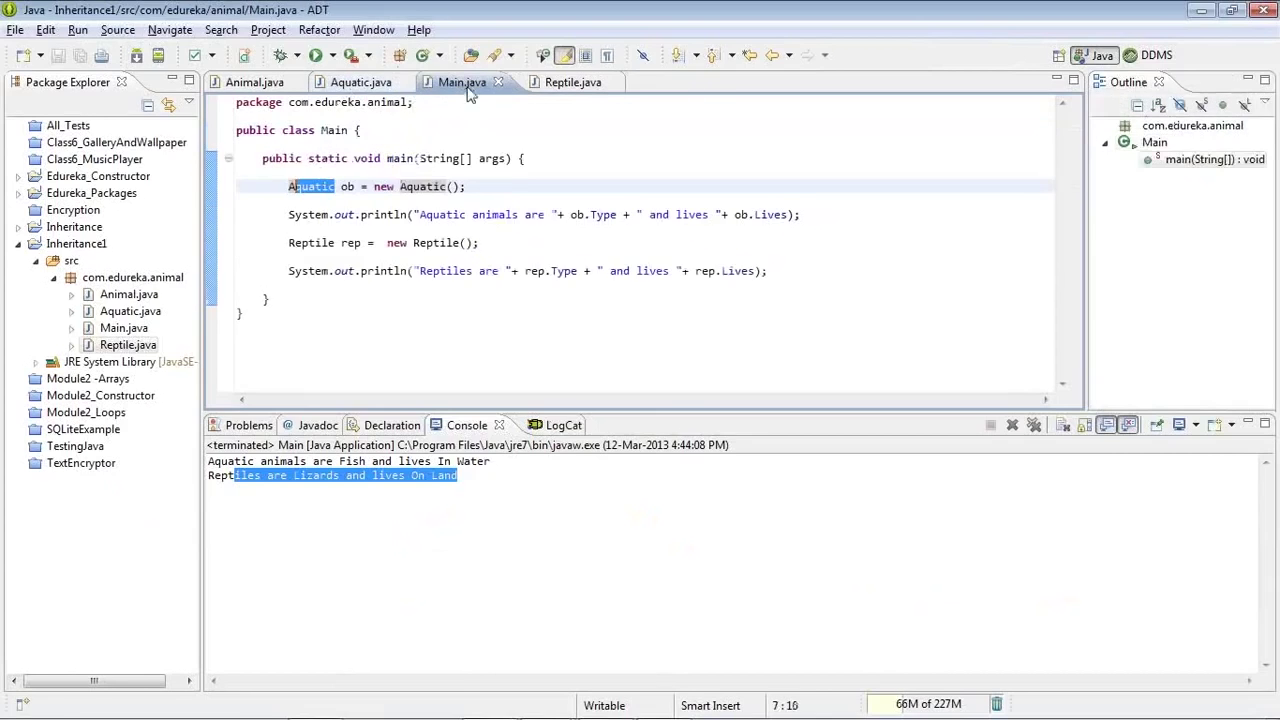 Java - Inheritance1/src/com/edureka/animal/Main.java - ADT
File Edit Run Source Navigate Search Project Refactor Window Help
Java DDMS
Package Explorer
All_Tests
Class6_GalleryAndWallpaper
Class6_MusicPlayer
Edureka_Constructor
Edureka_Packages
Encryption
Inheritance
Inheritance1
src
com.edureka.animal
Animal.java
Aquatic.java
Main.java
Reptile.java
JRE System Library [JavaSE-
Module2 -Arrays
Module2_Constructor
Module2_Loops
SQLiteExample
TestingJava
TextEncryptor
Animal.java Aquatic.java Main.java Reptile.java
package com.edureka.animal;
public class Main {
public static void main(String[] args) {
Aquatic ob = new Aquatic();
System.out.println("Aquatic animals are "+ ob.Type + " and lives "+ ob.Lives);
Reptile rep = new Reptile();
System.out.println("Reptiles are "+ rep.Type + " and lives "+ rep.Lives);
}
}
Outline
com.edureka.animal
Main
main(String[]) : void
Problems Javadoc Declaration Console LogCat
<terminated> Main [Java Application] C:\Program Files\Java\jre7\bin\javaw.exe (12-Mar-2013 4:44:08 PM)
Aquatic animals are Fish and lives In Water
Reptiles are Lizards and lives On Land
Writable Smart Insert 7 : 10 66M of 227M